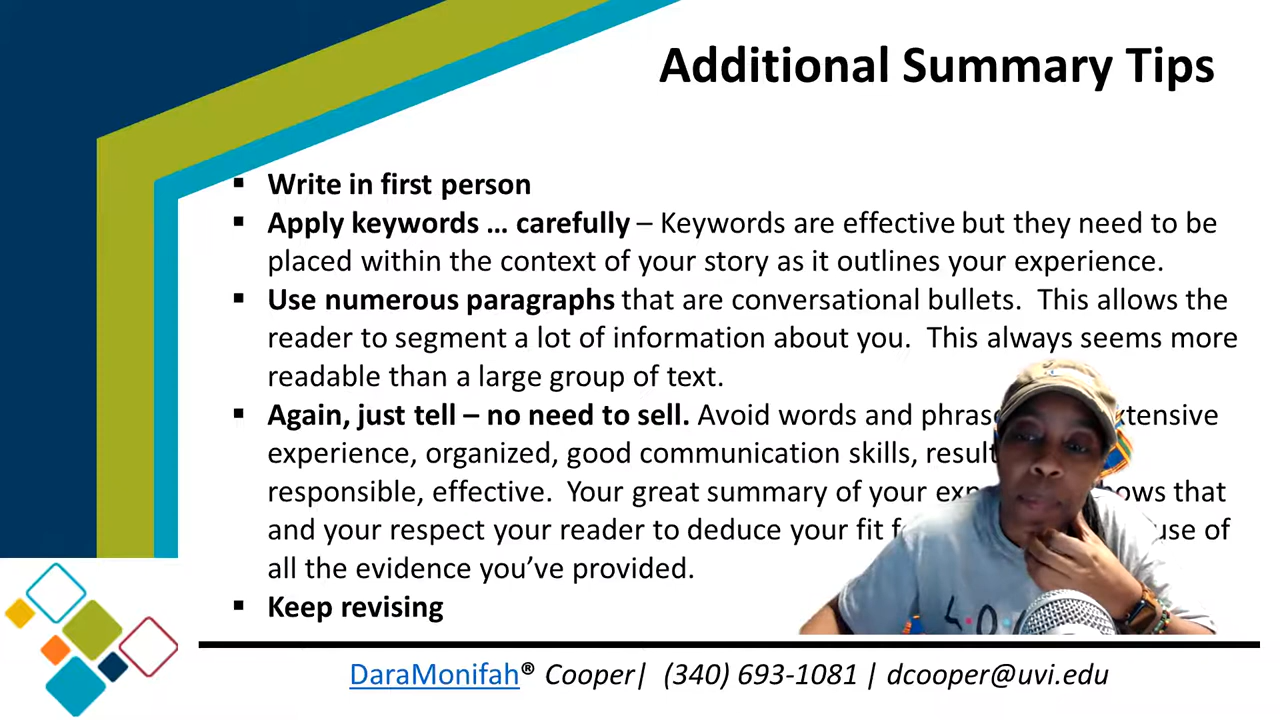 Additional Summary Tips
▪ Write in first person
▪ Apply keywords … carefully – Keywords are effective but they need to be
placed within the context of your story as it outlines your experience.
▪ Use numerous paragraphs that are conversational bullets.  This allows the
reader to segment a lot of information about you.  This always seems more
readable than a large group of text.
▪ Again, just tell – no need to sell. Avoid words and
experience, organized, good communication skills,
responsible, effective.  Your great summary of your that
and your respect your reader to deduce your fit of
all the evidence you’ve provided.
▪ Keep revising
DaraMonifah® Cooper|  (340) 693-1081 | dcooper@uvi.edu